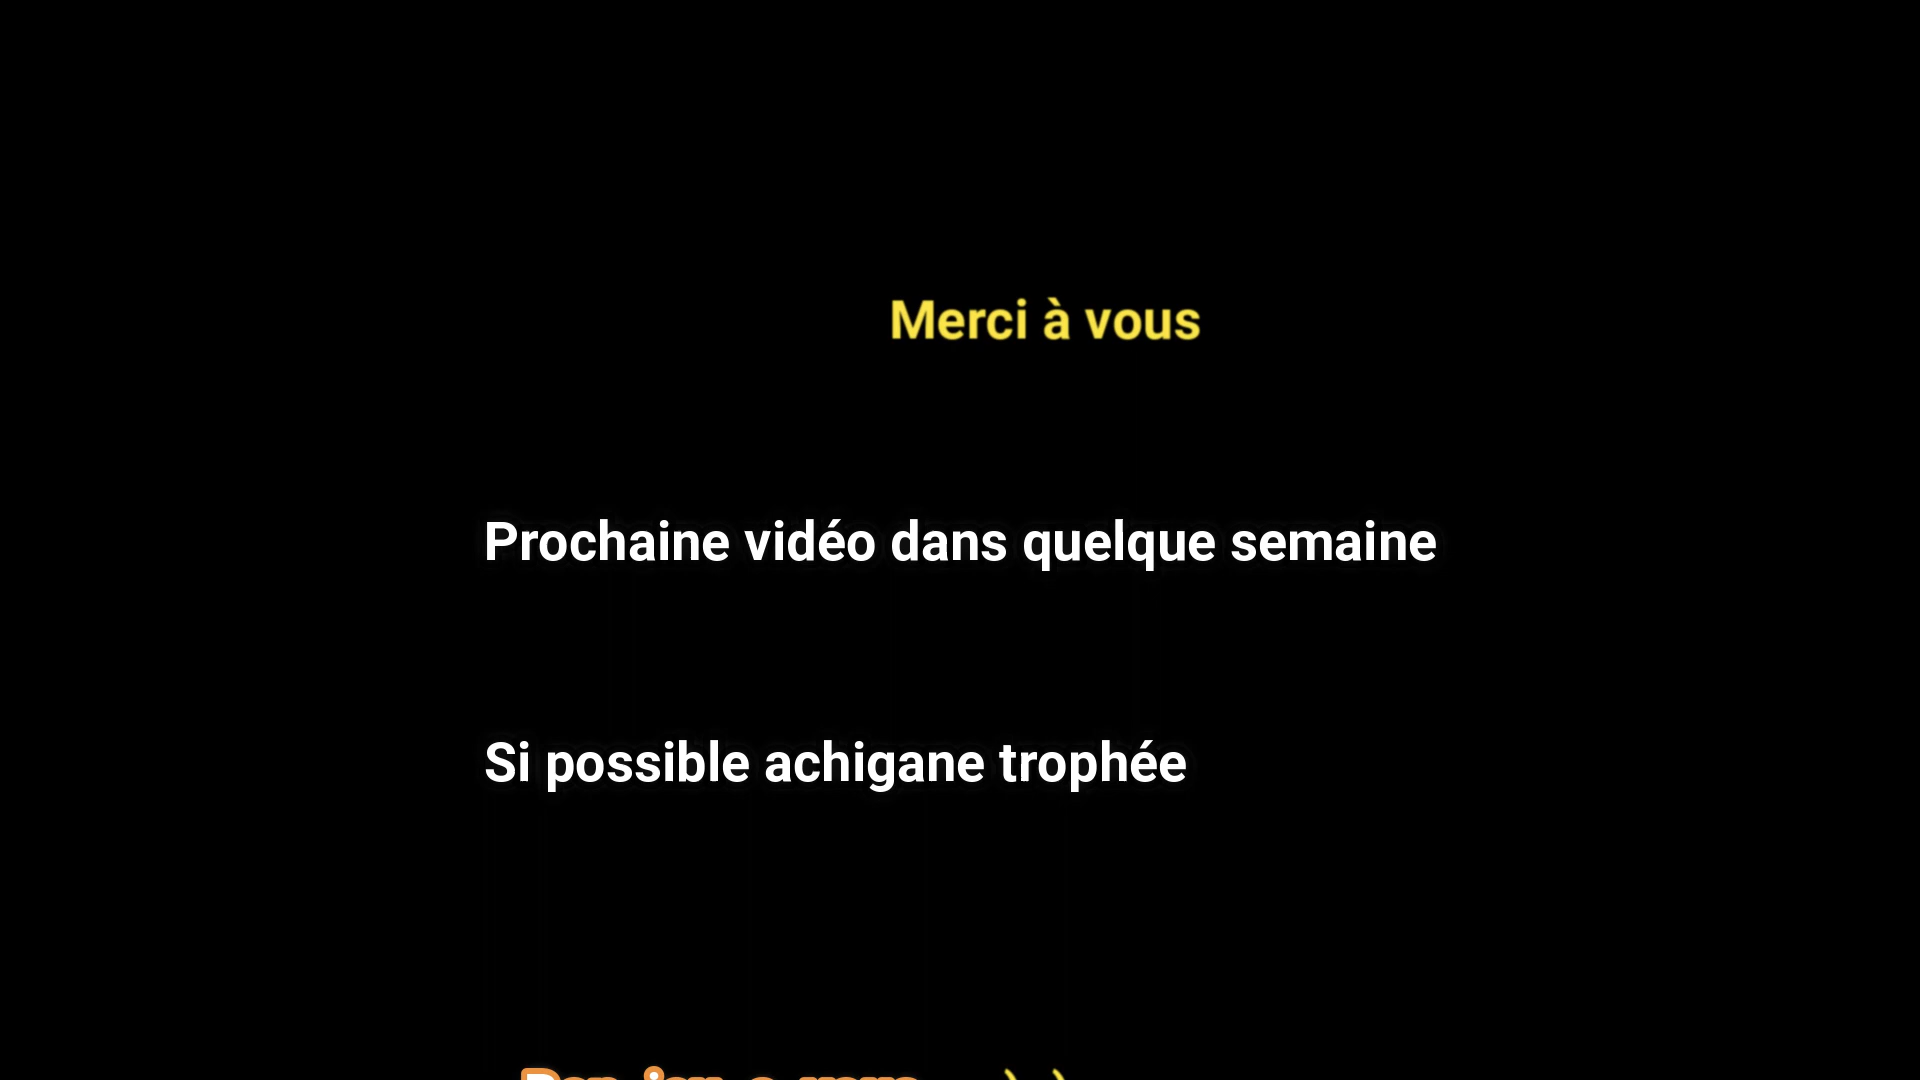 Merci à vous
Prochaine vidéo dans quelque semaine
Si possible achigane trophée